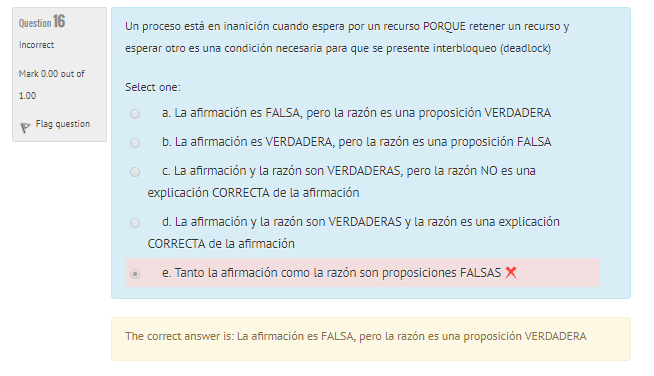 Question 16
Incorrect
Mark 0.00 out of
1.00
Flag question
Un proceso está en inanición cuando espera por un recurso PORQUE retener un recurso y
esperar otro es una condición necesaria para que se presente interbloqueo (deadlock)
Select one:
a. La afirmación es FALSA, pero la razón es una proposición VERDADERA
b. La afirmación es VERDADERA, pero la razón es una proposición FALSA
c. La afirmación y la razón son VERDADERAS, pero la razón NO es una
explicación CORRECTA de la afirmación
d. La afirmación y la razón son VERDADERAS y la razón es una explicación
CORRECTA de la afirmación
e. Tanto la afirmación como la razón son proposiciones FALSAS
The correct answer is: La afirmación es FALSA, pero la razón es una proposición VERDADERA